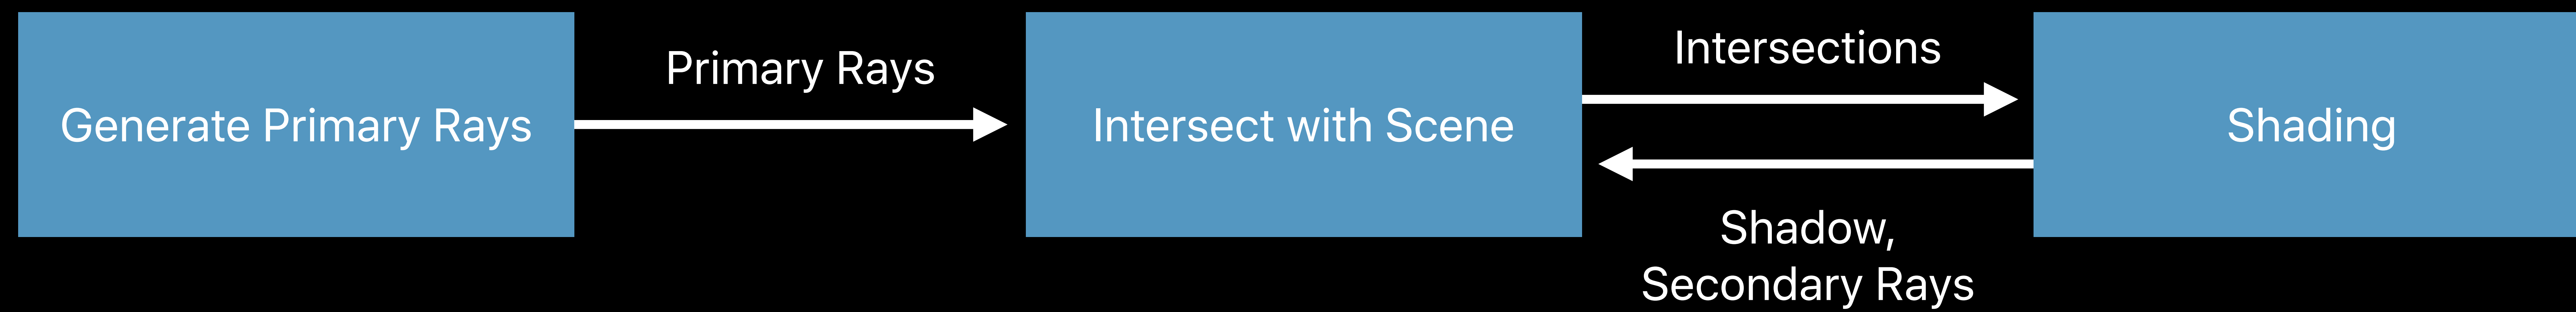 Generate Primary Rays
Primary Rays
Intersect with Scene
Intersections
Shadow,
Secondary Rays
Shading